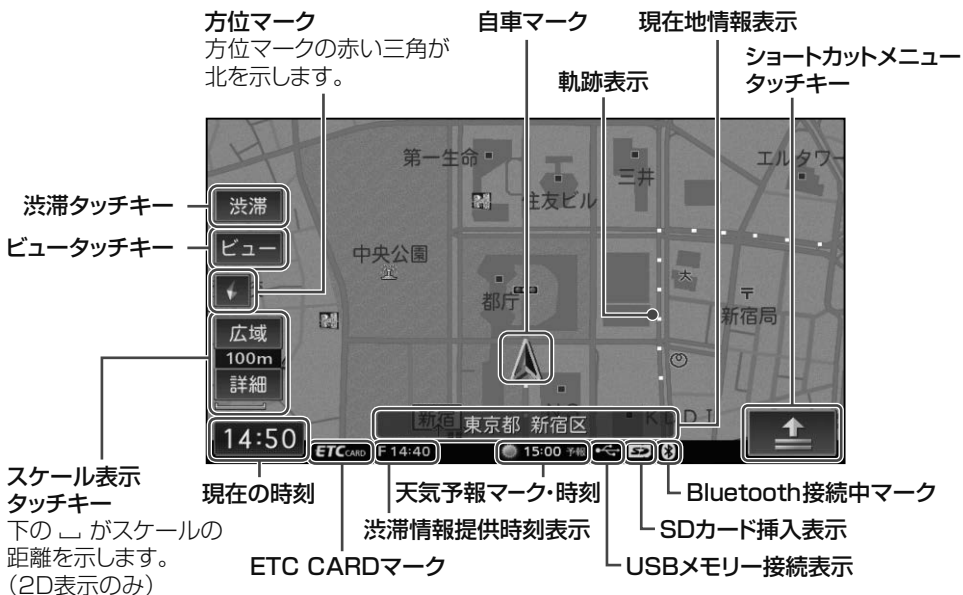 方位マーク
方位マークの赤い三角が
北を示します。
自車マーク
現在地情報表示
軌跡表示
ショートカットメニュー
タッチキー
渋滞タッチキー
ビュータッチキー
スケール表示
タッチキー
下の ⎵ がスケールの
距離を示します。
(2D表示のみ)
渋滞
ビュー
広域
100m
詳細
14:50
第一生命
住友ビル
三井
エルタワー
中央公園
都庁
〒
新宿局
大
新宿
東京都 新宿区
KDDI
ETC CARD
F 14:40
15:00 予報
SD
現在の時刻
天気予報マーク・時刻
渋滞情報提供時刻表示
ETC CARDマーク
Bluetooth接続中マーク
SDカード挿入表示
USBメモリー接続表示